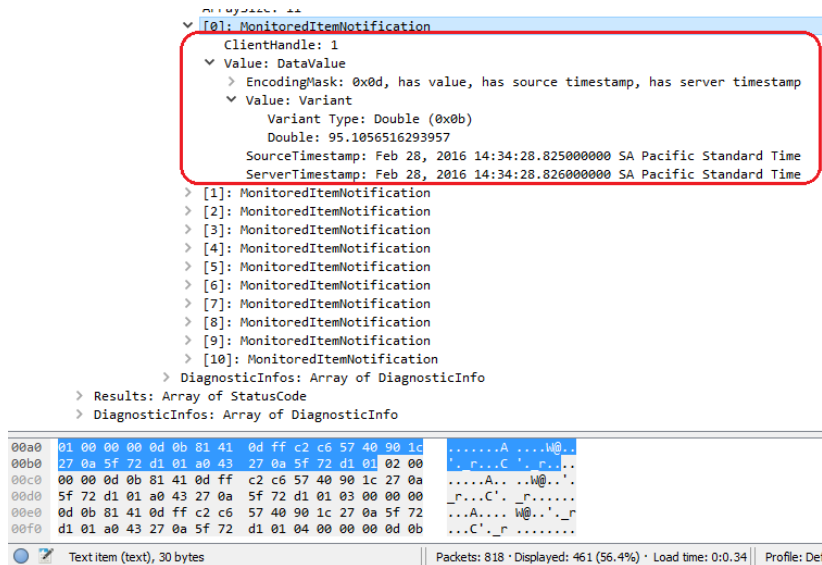 ArraySize: 11
[0]: MonitoredItemNotification
ClientHandle: 1
Value: DataValue
EncodingMask: 0x0d, has value, has source timestamp, has server timestamp
Value: Variant
Variant Type: Double (0x0b)
Double: 95.1056516293957
SourceTimestamp: Feb 28, 2016 14:34:28.825000000 SA Pacific Standard Time
ServerTimestamp: Feb 28, 2016 14:34:28.826000000 SA Pacific Standard Time
[1]: MonitoredItemNotification
[2]: MonitoredItemNotification
[3]: MonitoredItemNotification
[4]: MonitoredItemNotification
[5]: MonitoredItemNotification
[6]: MonitoredItemNotification
[7]: MonitoredItemNotification
[8]: MonitoredItemNotification
[9]: MonitoredItemNotification
[10]: MonitoredItemNotification
DiagnosticInfos: Array of DiagnosticInfo
Results: Array of StatusCode
DiagnosticInfos: Array of DiagnosticInfo
00a0 01 00 00 00 0d 0b 81 41 0d ff c2 c6 57 40 90 1c .......A ....W@..
00b0 27 0a 5f 72 d1 01 a0 43 27 0a 5f 72 d1 01 02 00 '._r...C '._r....
00c0 00 00 0d 0b 81 41 0d ff c2 c6 57 40 90 1c 27 0a .....A.. ..W@..'.
00d0 5f 72 d1 01 a0 43 27 0a 5f 72 d1 01 03 00 00 00 _r...C'. _r......
00e0 0d 0b 81 41 0d ff c2 c6 57 40 90 1c 27 0a 5f 72 ...A.... W@..'._r
00f0 d1 01 a0 43 27 0a 5f 72 d1 01 04 00 00 00 0d 0b ...C'._r ........
Text item (text), 30 bytes Packets: 818 · Displayed: 461 (56.4%) · Load time: 0:0.34 Profile: De